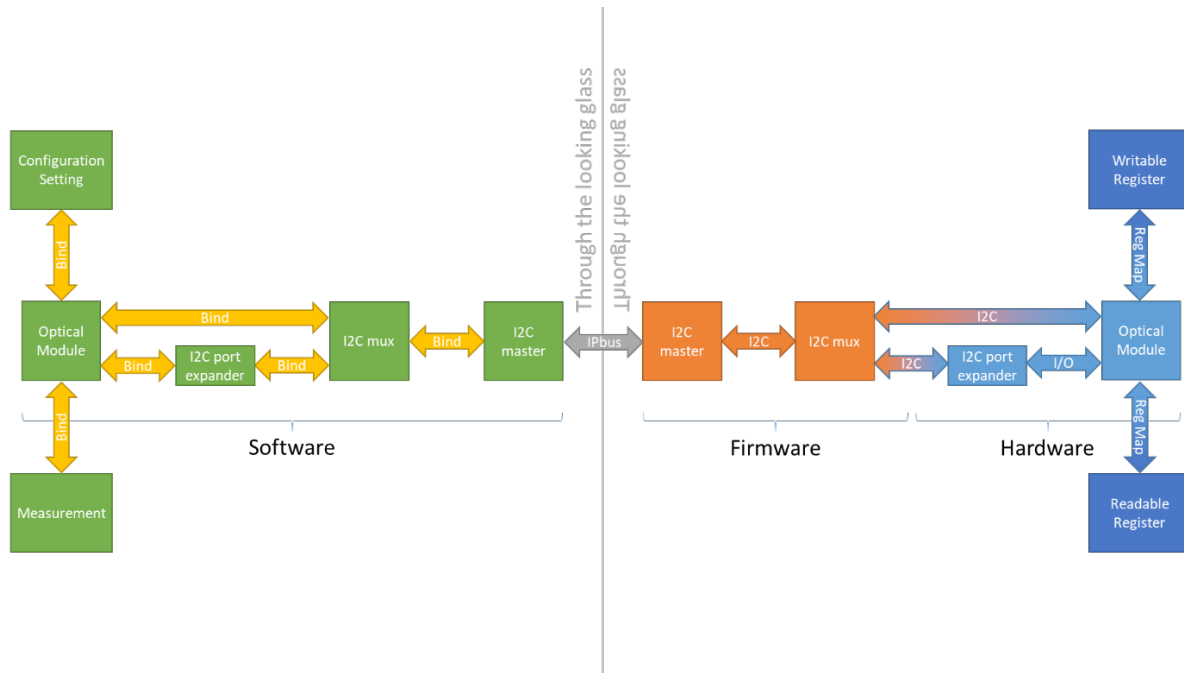 Through the looking glass
Through the looking glass
Configuration
Setting
Writable
Register
Bind
Reg Map
Optical
Module
Bind
I2C port
expander
Bind
Bind
I2C mux
Bind
I2C
master
IPbus
I2C
master
I2C
I2C mux
I2C
I2C
I2C port
expander
I/O
Optical
Module
Bind
Reg Map
Software
Firmware
Hardware
Measurement
Readable
Register